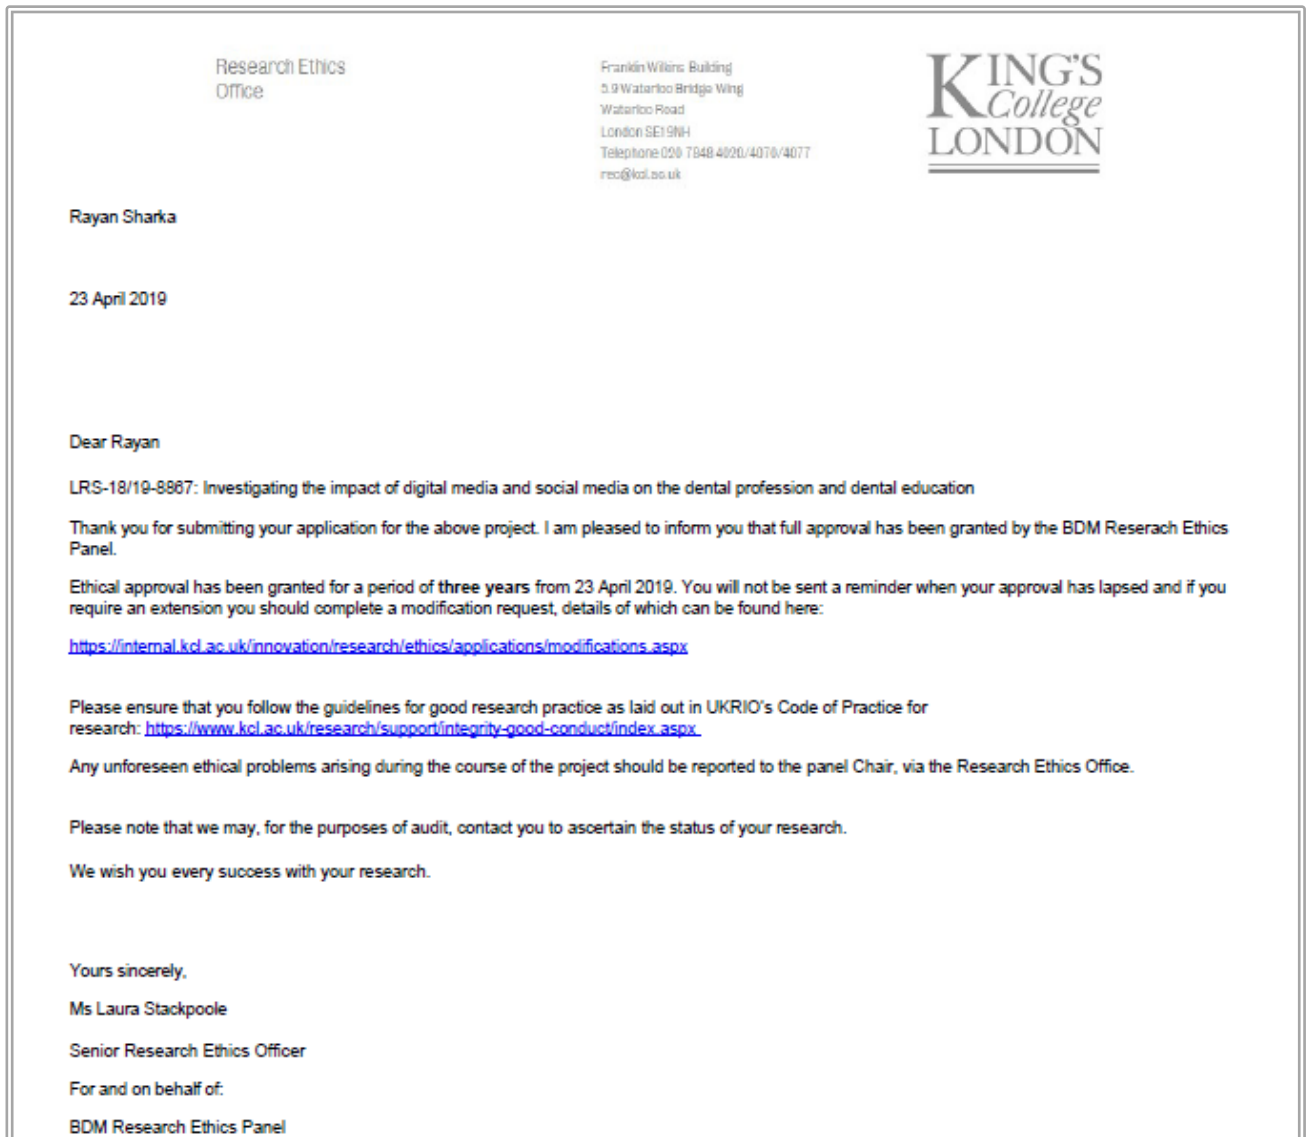 Research Ethics
Office
Franklin Wilkins Building
5.9 Waterloo Bridge Wing
Waterloo Road
London SE1 9NH
Telephone 020 7848 4020/4070/4077
rec@kcl.ac.uk
KING'S
College
LONDON
Rayan Sharka
23 April 2019
Dear Rayan
LRS-18/19-8867: Investigating the impact of digital media and social media on the dental profession and dental education
Thank you for submitting your application for the above project. I am pleased to inform you that full approval has been granted by the BDM Reserach Ethics
Panel.
Ethical approval has been granted for a period of three years from 23 April 2019. You will not be sent a reminder when your approval has lapsed and if you
require an extension you should complete a modification request, details of which can be found here:
https://internal.kcl.ac.uk/innovation/research/ethics/applications/modifications.aspx
Please ensure that you follow the guidelines for good research practice as laid out in UKRIO's Code of Practice for
research: https://www.kcl.ac.uk/research/support/integrity-good-conduct/index.aspx
Any unforeseen ethical problems arising during the course of the project should be reported to the panel Chair, via the Research Ethics Office.
Please note that we may, for the purposes of audit, contact you to ascertain the status of your research.
We wish you every success with your research.
Yours sincerely,
Ms Laura Stackpoole
Senior Research Ethics Officer
For and on behalf of:
BDM Research Ethics Panel